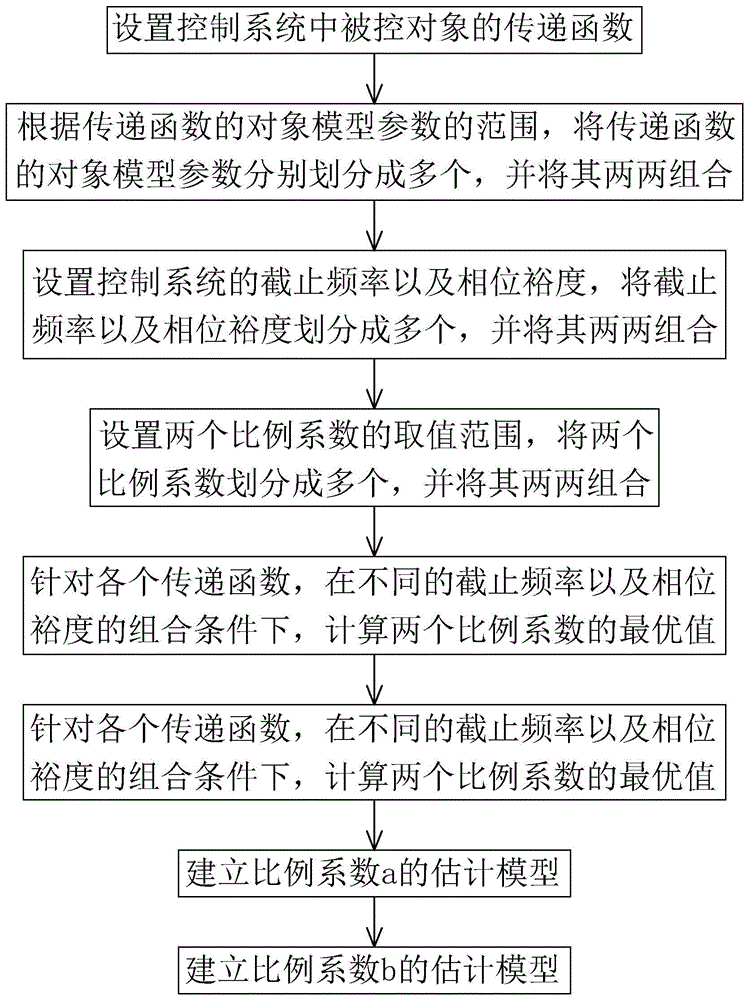 设置控制系统中被控对象的传递函数
根据传递函数的对象模型参数的范围，将传递函数
的对象模型参数分别划分成多个，并将其两两组合
设置控制系统的截止频率以及相位裕度，将截止
频率以及相位裕度划分成多个，并将其两两组合
设置两个比例系数的取值范围，将两个
比例系数划分成多个，并将其两两组合
针对各个传递函数，在不同的截止频率以及相位
裕度的组合条件下，计算两个比例系数的最优值
针对各个传递函数，在不同的截止频率以及相位
裕度的组合条件下，计算两个比例系数的最优值
建立比例系数a的估计模型
建立比例系数b的估计模型